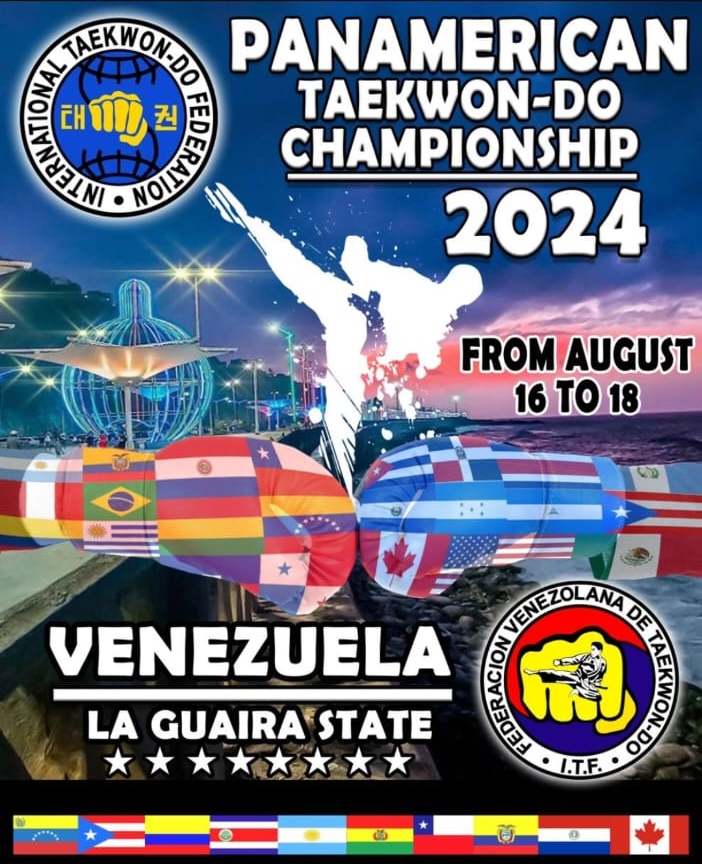 INTERNATIONAL TAEKWON-DO FEDERATION
태 권
PANAMERICAN
TAEKWON-DO
CHAMPIONSHIP
2024
FROM AUGUST
16 TO 18
VENEZUELA
LA GUAIRA STATE
FEDERACION VENEZOLANA DE TAEKWON-DO
• I.T.F. •